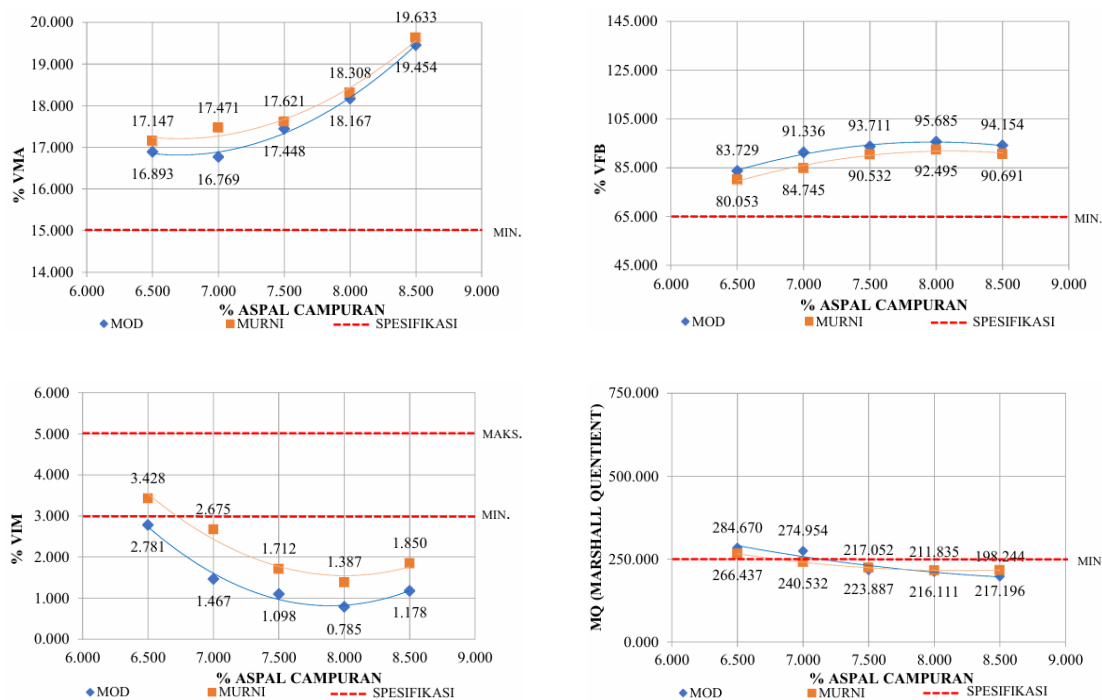 20.000
19.000
18.000
17.000
16.000
15.000
14.000
% VMA
19.633
18.308
17.621
17.471
17.147
19.454
18.167
17.448
16.893
16.769
MIN.
6.000 6.500 7.000 7.500 8.000 8.500 9.000
% ASPAL CAMPURAN
MOD MURNI SPESIFIKASI
145.000
125.000
105.000
85.000
65.000
45.000
% VFB
83.729 91.336 93.711 95.685 94.154
80.053 84.745 90.532 92.495 90.691
MIN.
6.000 6.500 7.000 7.500 8.000 8.500 9.000
% ASPAL CAMPURAN
MOD MURNI SPESIFIKASI
6.000
5.000
4.000
3.000
2.000
1.000
0.000
% VIM
MAKS.
3.428
2.675
MIN.
1.712
1.387
1.850
2.781
1.467
1.098
0.785
1.178
6.000 6.500 7.000 7.500 8.000 8.500 9.000
% ASPAL CAMPURAN
MOD MURNI SPESIFIKASI
750.000
500.000
250.000
0.000
MQ (MARSHALL QUENTIENT)
284.670 274.954 217.052 211.835 198.244
266.437 240.532 223.887 216.111 217.196
MIN
6.000 6.500 7.000 7.500 8.000 8.500 9.000
% ASPAL CAMPURAN
MOD MURNI SPESIFIKASI